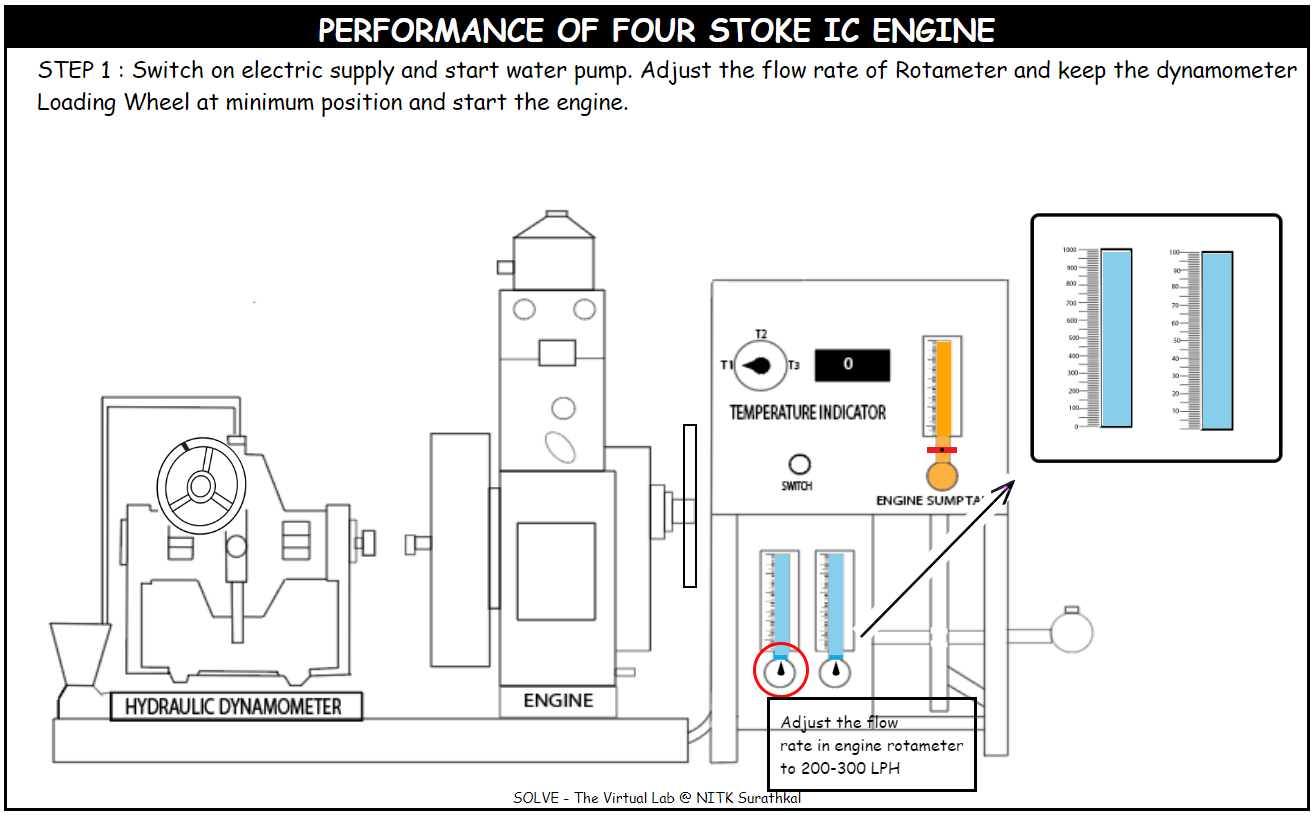 PERFORMANCE OF FOUR STOKE IC ENGINE
STEP 1 : Switch on electric supply and start water pump. Adjust the flow rate of Rotameter and keep the dynamometer
Loading Wheel at minimum position and start the engine.
1000
900
800
700
600
500
400
300
200
100
0
100
90
80
70
60
50
40
30
20
10
T2
T1
T3
0
TEMPERATURE INDICATOR
SWITCH
ENGINE SUMP TA
HYDRAULIC DYNAMOMETER
ENGINE
Adjust the flow
rate in engine rotameter
to 200-300 LPH
SOLVE - The Virtual Lab @ NITK Surathkal